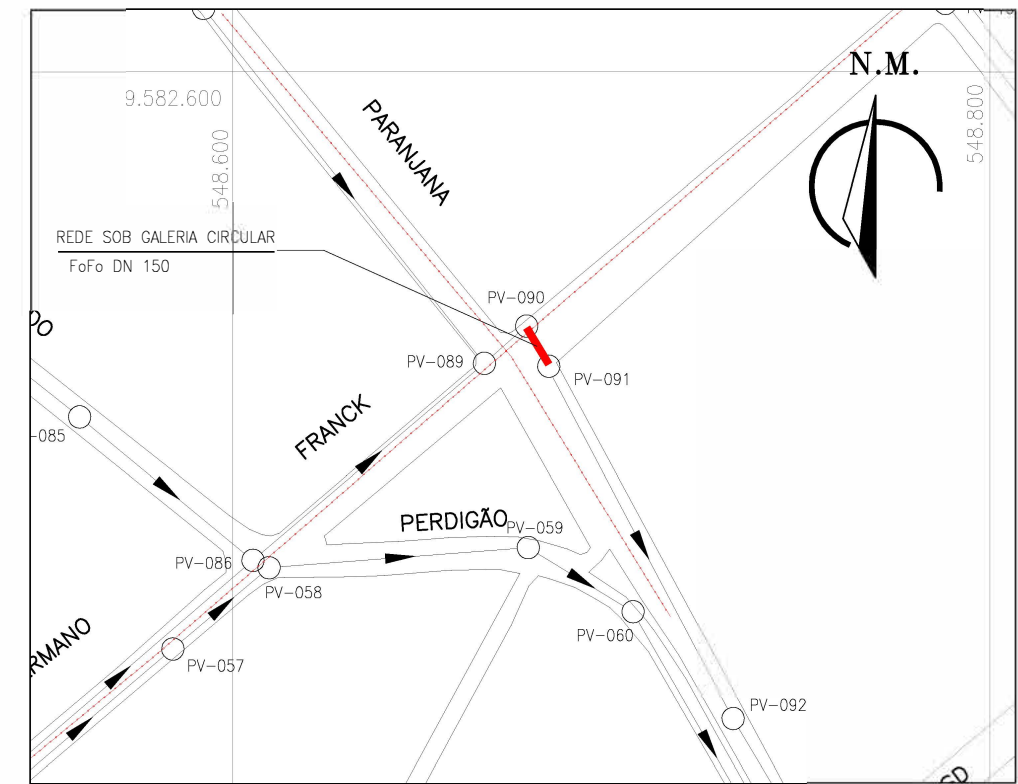 N.M.
9.582.600
548.600
548.800
PARANJANA
REDE SOB GALERIA CIRCULAR
FoFo DN 150
PV-090
PV-089
PV-091
-085
FRANCK
PERDIGÃO
PV-059
PV-086
PV-058
PV-060
RMANO
PV-057
PV-092